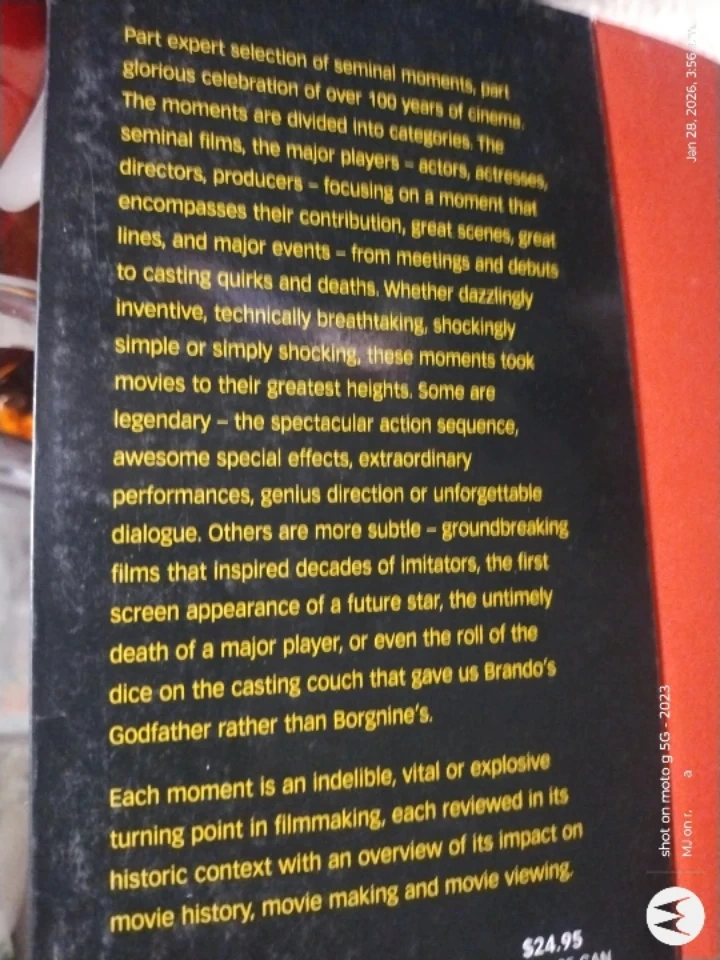 Part expert selection of seminal moments, part
glorious celebration of over 100 years of cinema.
The moments are divided into categories. The
seminal films, the major players – actors, actresses,
directors, producers – focusing on a moment that
encompasses their contribution, great scenes, great
lines, and major events – from meetings and debuts
to casting quirks and deaths. Whether dazzlingly
inventive, technically breathtaking, shockingly
simple or simply shocking, these moments took
movies to their greatest heights. Some are
legendary – the spectacular action sequence,
awesome special effects, extraordinary
performances, genius direction or unforgettable
dialogue. Others are more subtle – groundbreaking
films that inspired decades of imitators, the first
screen appearance of a future star, the untimely
death of a major player, or even the roll of the
dice on the casting couch that gave us Brando's
Godfather rather than Borgnine's.
Each moment is an indelible, vital or explosive
turning point in filmmaking, each reviewed in its
historic context with an overview of its impact on
movie history, movie making and movie viewing.
$24.95
CAN
Jan 28, 2026, 3:56
shot on moto g 5G - 2023
MJ on r. a